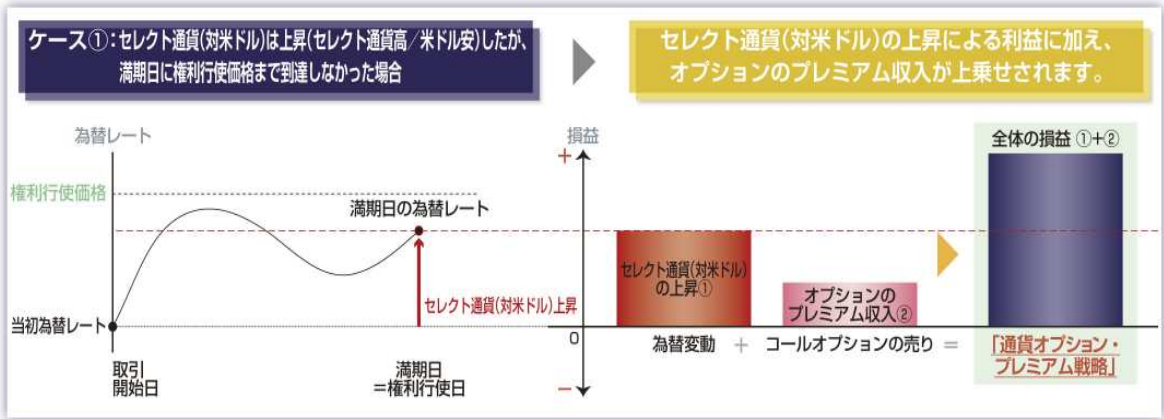 ケース①:セレクト通貨(対米ドル)は上昇(セレクト通貨高/米ドル安)したが、
満期日に権利行使価格まで到達しなかった場合
セレクト通貨(対米ドル)の上昇による利益に加え、
オプションのプレミアム収入が上乗せされます。
為替レート
権利行使価格
満期日の為替レート
セレクト通貨(対米ドル)上昇
当初為替レート
取引
開始日
満期日
=権利行使日
損益
+
0
−
セレクト通貨(対米ドル)
の上昇①
オプションの
プレミアム収入②
全体の損益 ①+②
為替変動 + コールオプションの売り =
「通貨オプション・
プレミアム戦略」